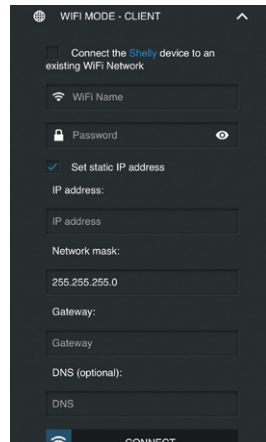 WIFI MODE - CLIENT
Connect the Shelly device to an
existing WiFi Network
WiFi Name
Password
Set static IP address
IP address:
IP address
Network mask:
255.255.255.0
Gateway:
Gateway
DNS (optional):
DNS
CONNECT